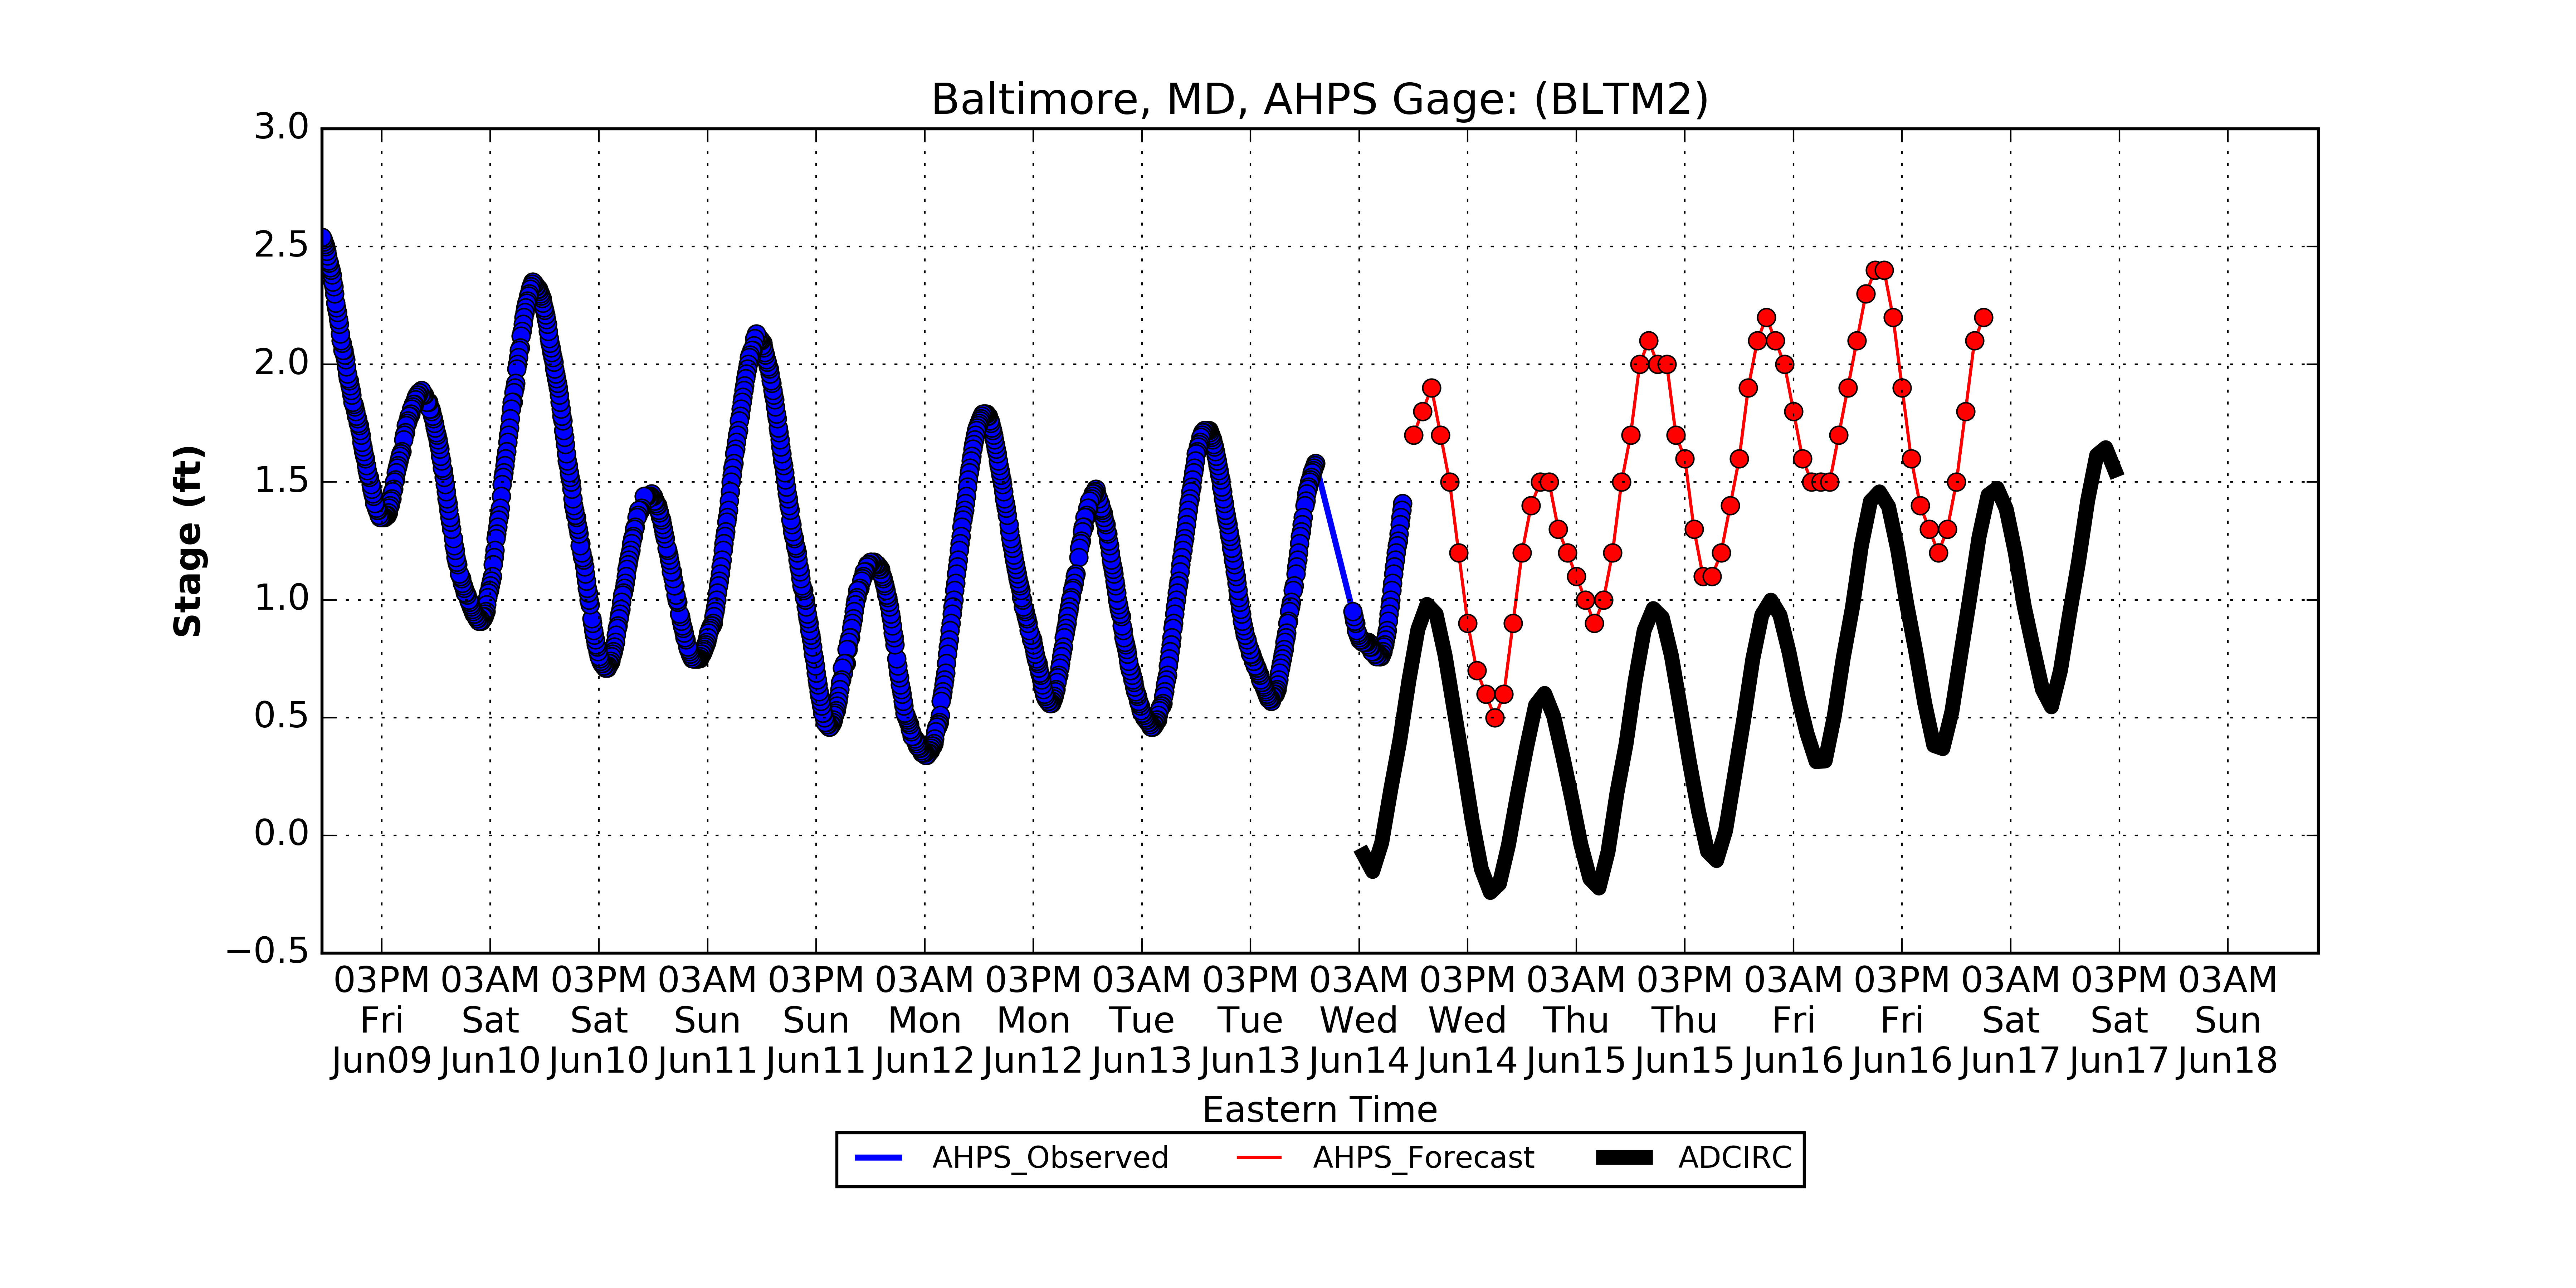 Baltimore, MD, AHPS Gage: (BLTM2)
3.0
2.5
2.0
1.5
1.0
0.5
0.0
−0.5
Stage (ft)
03PM 03AM 03PM 03AM 03PM 03AM 03PM 03AM 03PM 03AM 03PM 03AM 03PM 03AM 03PM 03AM 03PM 03AM
Fri Sat Sat Sun Sun Mon Mon Tue Tue Wed Wed Thu Thu Fri Fri Sat Sat Sun
Jun09 Jun10 Jun10 Jun11 Jun11 Jun12 Jun12 Jun13 Jun13 Jun14 Jun14 Jun15 Jun15 Jun16 Jun16 Jun17 Jun17 Jun18
Eastern Time
AHPS_Observed AHPS_Forecast ADCIRC